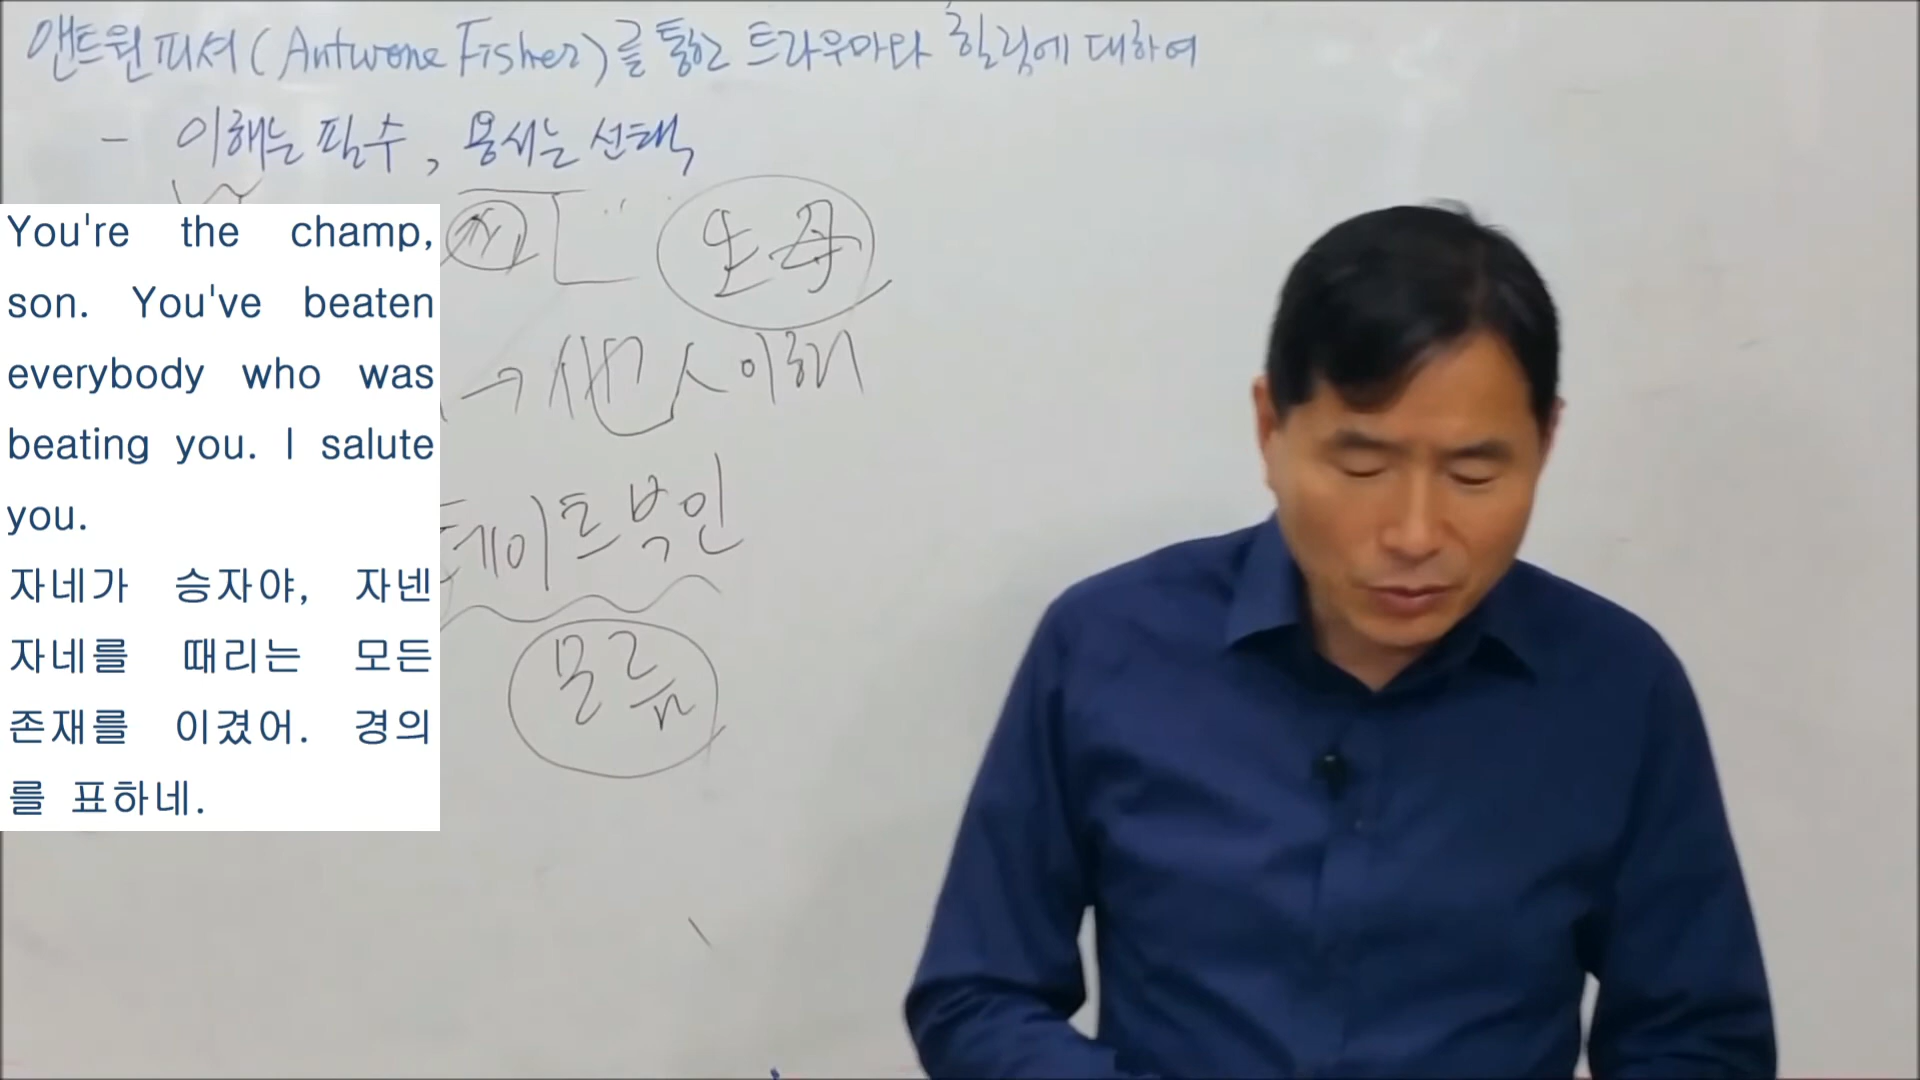 앤트원 피셔(Antwone Fisher)를 통한 트라우마와 힐링에 대하여
- 이해는 필수, 용서는 선택
生母
You're the champ,
son. You've beaten
everybody who was
beating you. I salute
you.
자네가 승자야, 자넨
자네를 때리는 모든
존재를 이겼어. 경의
를 표하네.
→ 人 이해
테이트 부인